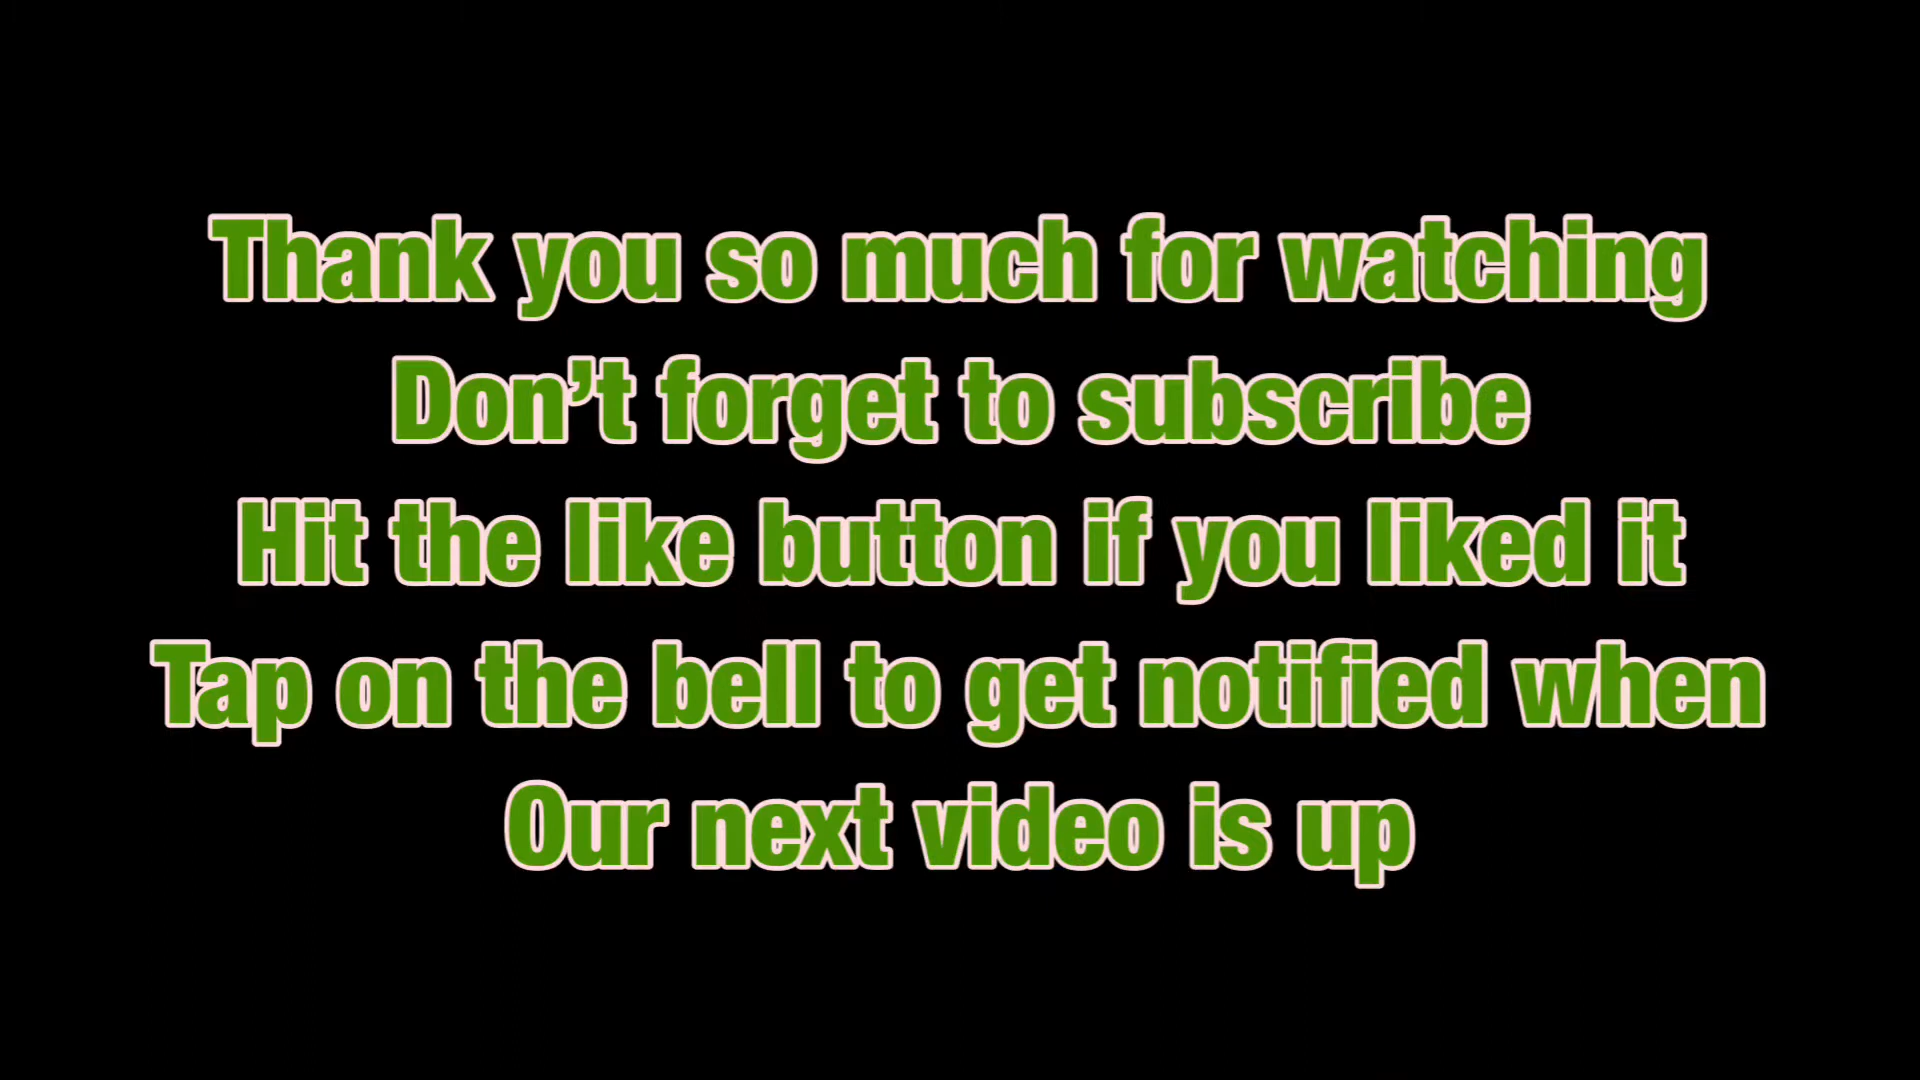 Thank you so much for watching
Don’t forget to subscribe
Hit the like button if you liked it
Tap on the bell to get notified when
Our next video is up